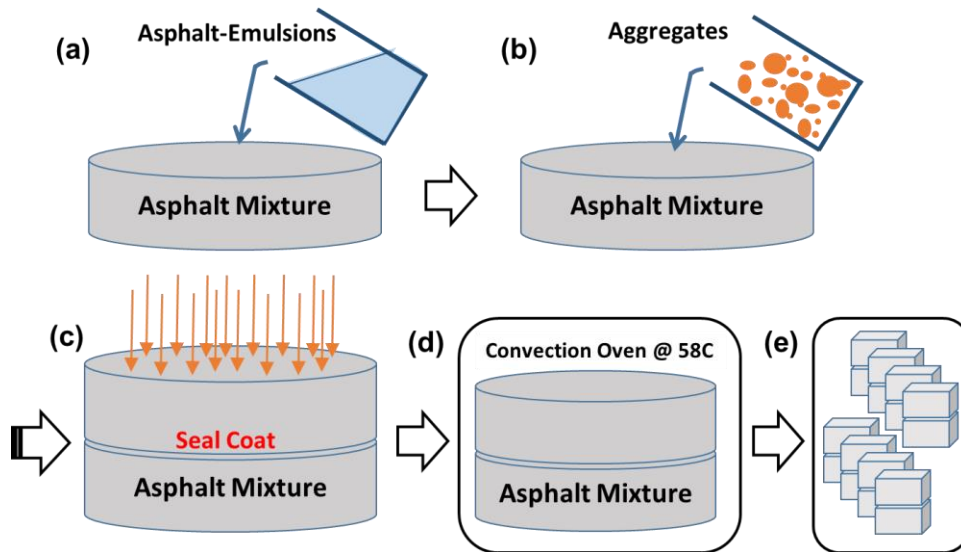 (a)
Asphalt-Emulsions
Asphalt Mixture
(b)
Aggregates
Asphalt Mixture
(c)
Seal Coat
Asphalt Mixture
(d)
Convection Oven @ 58C
Asphalt Mixture
(e)